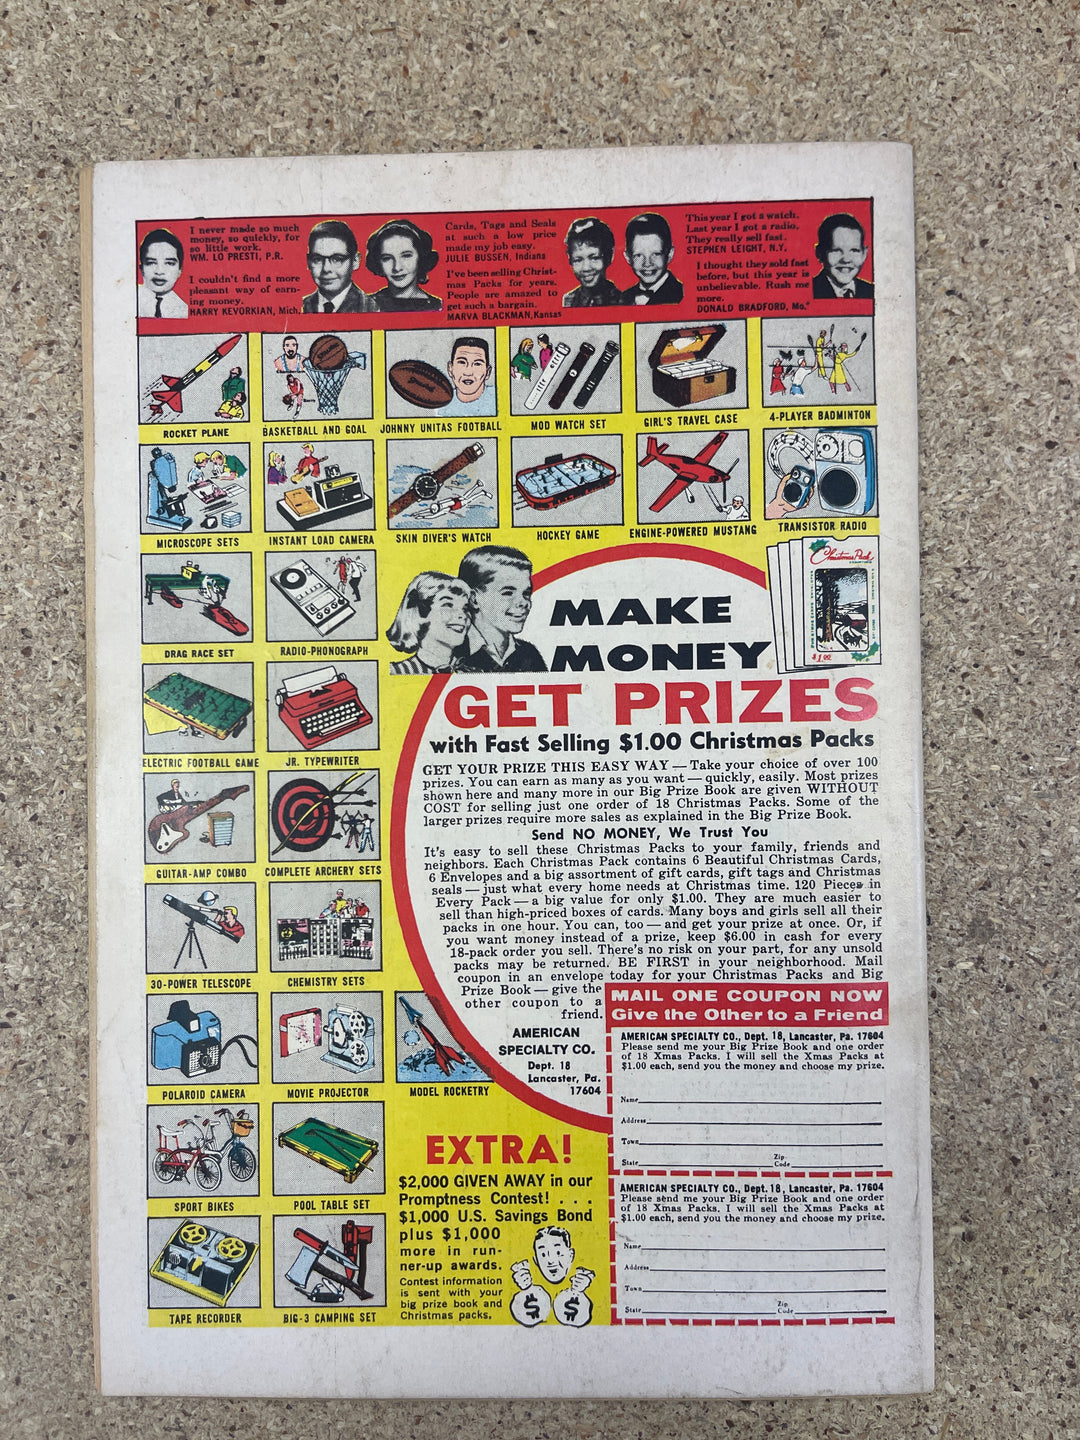 I never made so much
money, so quickly, for
so little work.
WM. LO PRESTI, P.R.
I couldn't find a more
pleasant way of earn-
ing money.
HARRY KEVORKIAN, Mich.
Cards, Tags and Seals
at such a low price
made my job easy.
JULIE BUSSEN, Indiana
I've been selling Christ-
mas Packs for years.
People are amazed to
get such a bargain.
MARVA BLACKMAN, Kansas
This year I got a watch.
Last year I got a radio.
They really sell fast.
STEPHEN LEIGHT, N.Y.
I thought they sold fast
before, but this year is
unbelievable. Rush me
more.
DONALD BRADFORD, Mo.
ROCKET PLANE
BASKETBALL AND GOAL
JOHNNY UNITAS FOOTBALL
MOD WATCH SET
GIRL'S TRAVEL CASE
4-PLAYER BADMINTON
MICROSCOPE SETS
INSTANT LOAD CAMERA
SKIN DIVER'S WATCH
HOCKEY GAME
ENGINE-POWERED MUSTANG
TRANSISTOR RADIO
DRAG RACE SET
RADIO-PHONOGRAPH
ELECTRIC FOOTBALL GAME
JR. TYPEWRITER
GUITAR-AMP COMBO
COMPLETE ARCHERY SETS
30-POWER TELESCOPE
CHEMISTRY SETS
POLAROID CAMERA
MOVIE PROJECTOR
MODEL ROCKETRY
SPORT BIKES
POOL TABLE SET
TAPE RECORDER
BIG-3 CAMPING SET
Christmas Pack
$1.00
MAKE
MONEY
GET PRIZES
with Fast Selling $1.00 Christmas Packs
GET YOUR PRIZE THIS EASY WAY — Take your choice of over 100
prizes. You can earn as many as you want — quickly, easily. Most prizes
shown here and many more in our Big Prize Book are given WITHOUT
COST for selling just one order of 18 Christmas Packs. Some of the
larger prizes require more sales as explained in the Big Prize Book.
Send NO MONEY, We Trust You
It's easy to sell these Christmas Packs to your family, friends and
neighbors. Each Christmas Pack contains 6 Beautiful Christmas Cards,
6 Envelopes and a big assortment of gift cards, gift tags and Christmas
seals — just what every home needs at Christmas time. 120 Pieces in
Every Pack — a big value for only $1.00. They are much easier to
sell than high-priced boxes of cards. Many boys and girls sell all their
packs in one hour. You can, too — and get your prize at once. Or, if
you want money instead of a prize, keep $6.00 in cash for every
18-pack order you sell. There's no risk on your part, for any unsold
packs may be returned. BE FIRST in your neighborhood. Mail
coupon in an envelope today for your Christmas Packs and Big
Prize Book — give the
other coupon to a
friend.
AMERICAN
SPECIALTY CO.
Dept. 18
Lancaster, Pa.
17604
MAIL ONE COUPON NOW
Give the Other to a Friend
AMERICAN SPECIALTY CO., Dept. 18, Lancaster, Pa. 17604
Please send me your Big Prize Book and one order
of 18 Xmas Packs. I will sell the Xmas Packs at
$1.00 each, send you the money and choose my prize.
Name
Address
Town
State Zip Code
AMERICAN SPECIALTY CO., Dept. 18, Lancaster, Pa. 17604
Please send me your Big Prize Book and one order
of 18 Xmas Packs. I will sell the Xmas Packs at
$1.00 each, send you the money and choose my prize.
Name
Address
Town
State Zip Code
EXTRA!
$2,000 GIVEN AWAY in our
Promptness Contest! . . .
$1,000 U.S. Savings Bond
plus $1,000
more in run-
ner-up awards.
Contest information
is sent with your
big prize book and
Christmas packs.
$ $